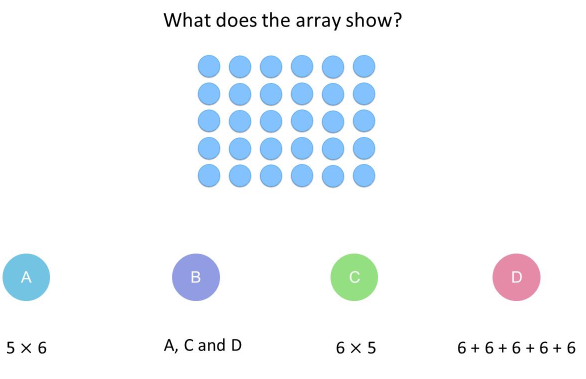 What does the array show?
A
B
C
D
5 × 6
A, C and D
6 × 5
6 + 6 + 6 + 6 + 6